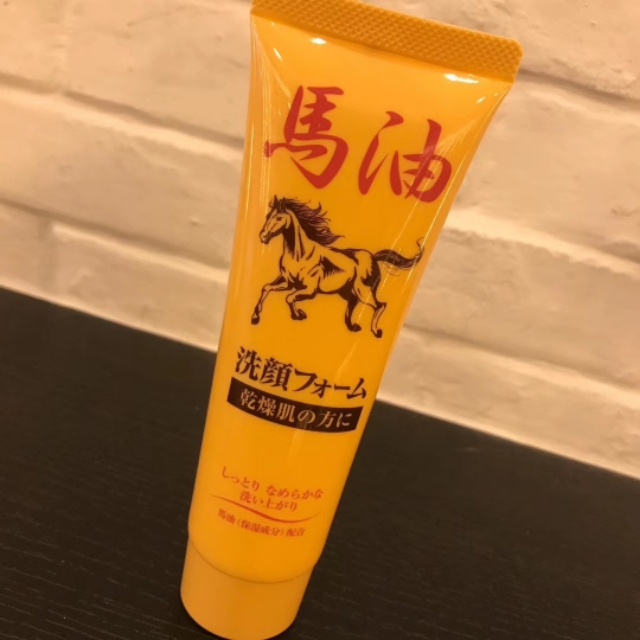 馬油
洗顔フォーム
乾燥肌の方に
しっとり なめらかな
洗い上がり
馬油〈保湿成分〉配合